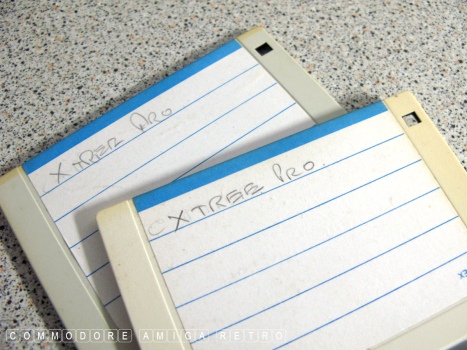 XTREE PRO.
XTREE PRO.
COMMODORE AMIGA RETRO